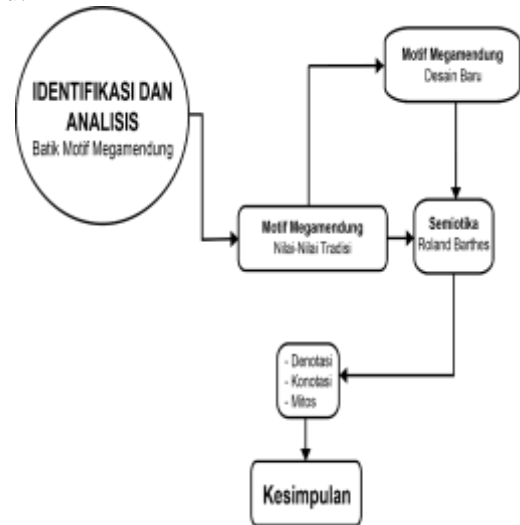 IDENTIFIKASI DAN
ANALISIS
Batik Motif Megamendung
Motif Megamendung
Desain Baru
Motif Megamendung
Nilai-Nilai Tradisi
Semiotika
Roland Barthes
- Denotasi
- Konotasi
- Mitos
Kesimpulan